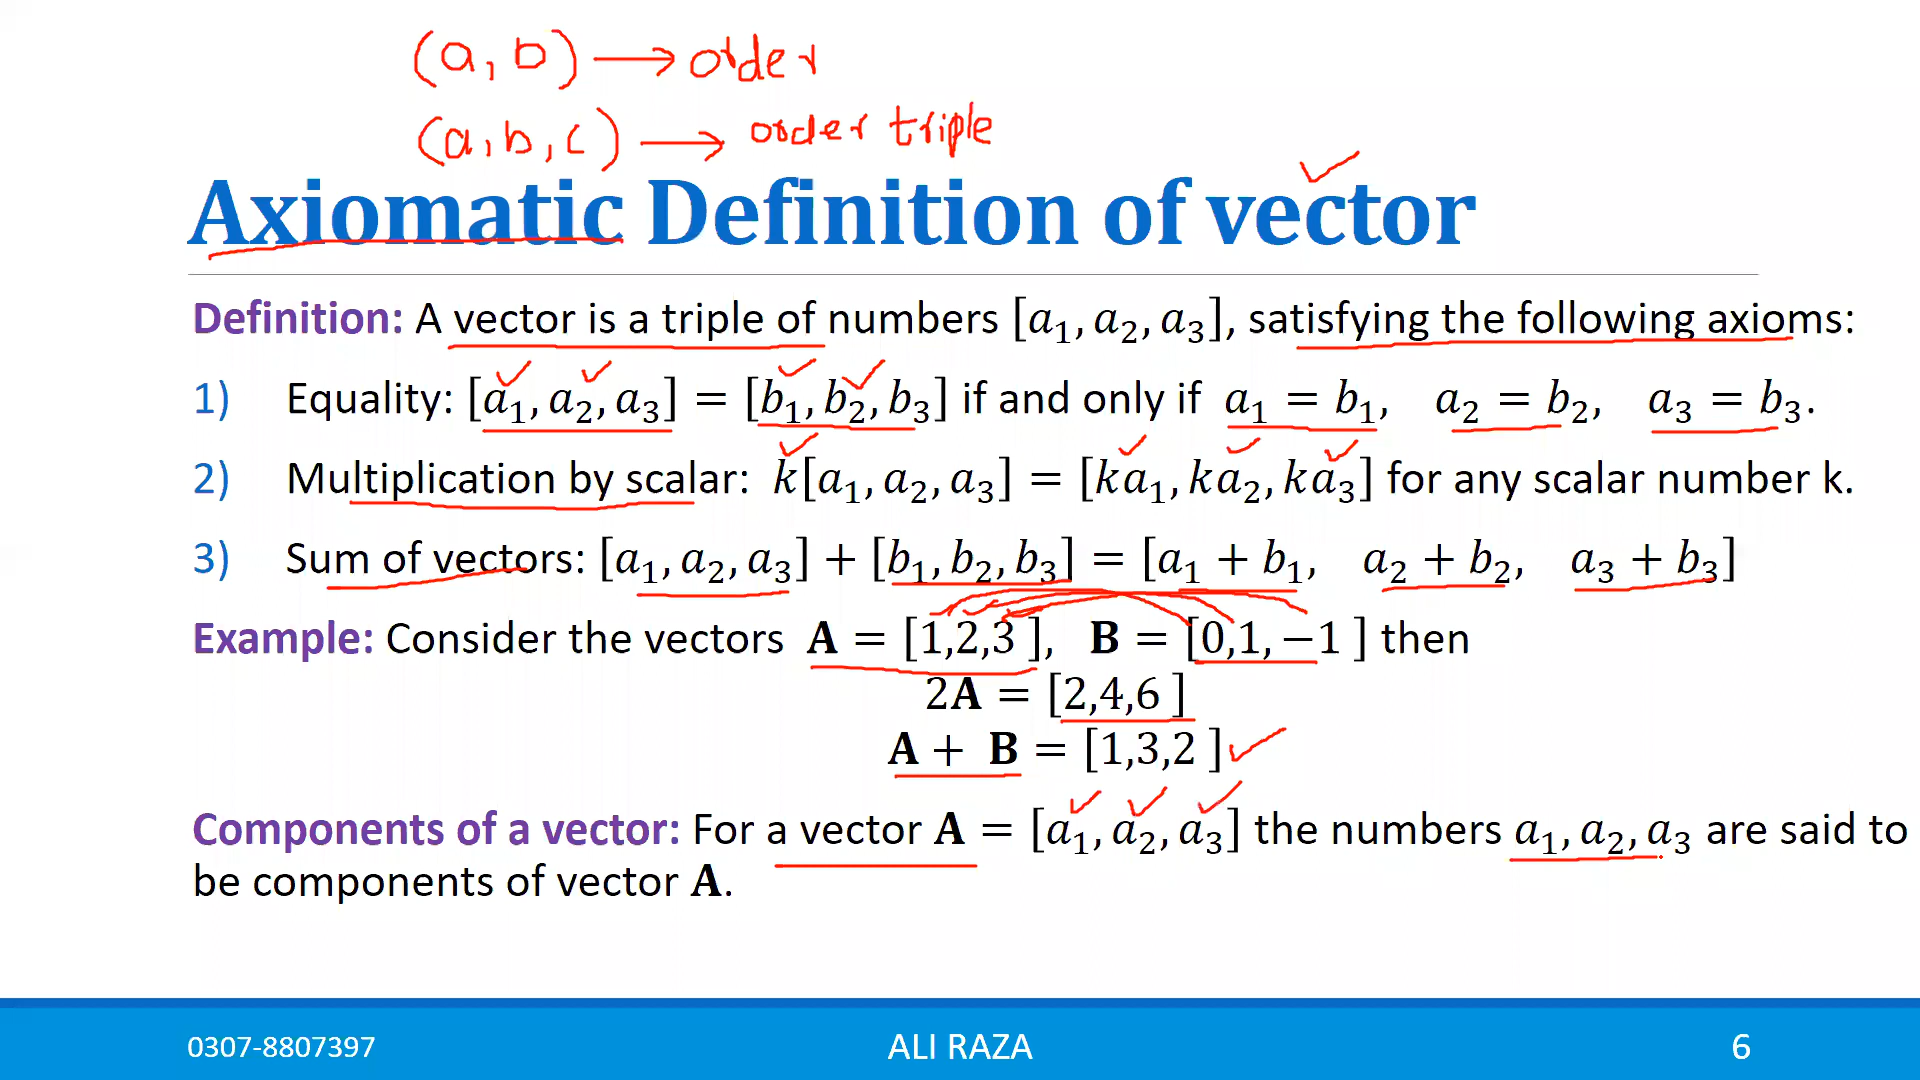 (a, b) → order
(a, b, c) → order triple
Axiomatic Definition of vector
Definition: A vector is a triple of numbers [a₁, a₂, a₃], satisfying the following axioms:
1) Equality: [a₁, a₂, a₃] = [b₁, b₂, b₃] if and only if a₁ = b₁, a₂ = b₂, a₃ = b₃.
2) Multiplication by scalar: k[a₁, a₂, a₃] = [ka₁, ka₂, ka₃] for any scalar number k.
3) Sum of vectors: [a₁, a₂, a₃] + [b₁, b₂, b₃] = [a₁ + b₁, a₂ + b₂, a₃ + b₃]
Example: Consider the vectors A = [1,2,3 ], B = [0,1, −1 ] then
2A = [2,4,6 ]
A + B = [1,3,2 ]
Components of a vector: For a vector A = [a₁, a₂, a₃] the numbers a₁, a₂, a₃ are said to
be components of vector A.
0307-8807397 ALI RAZA 6